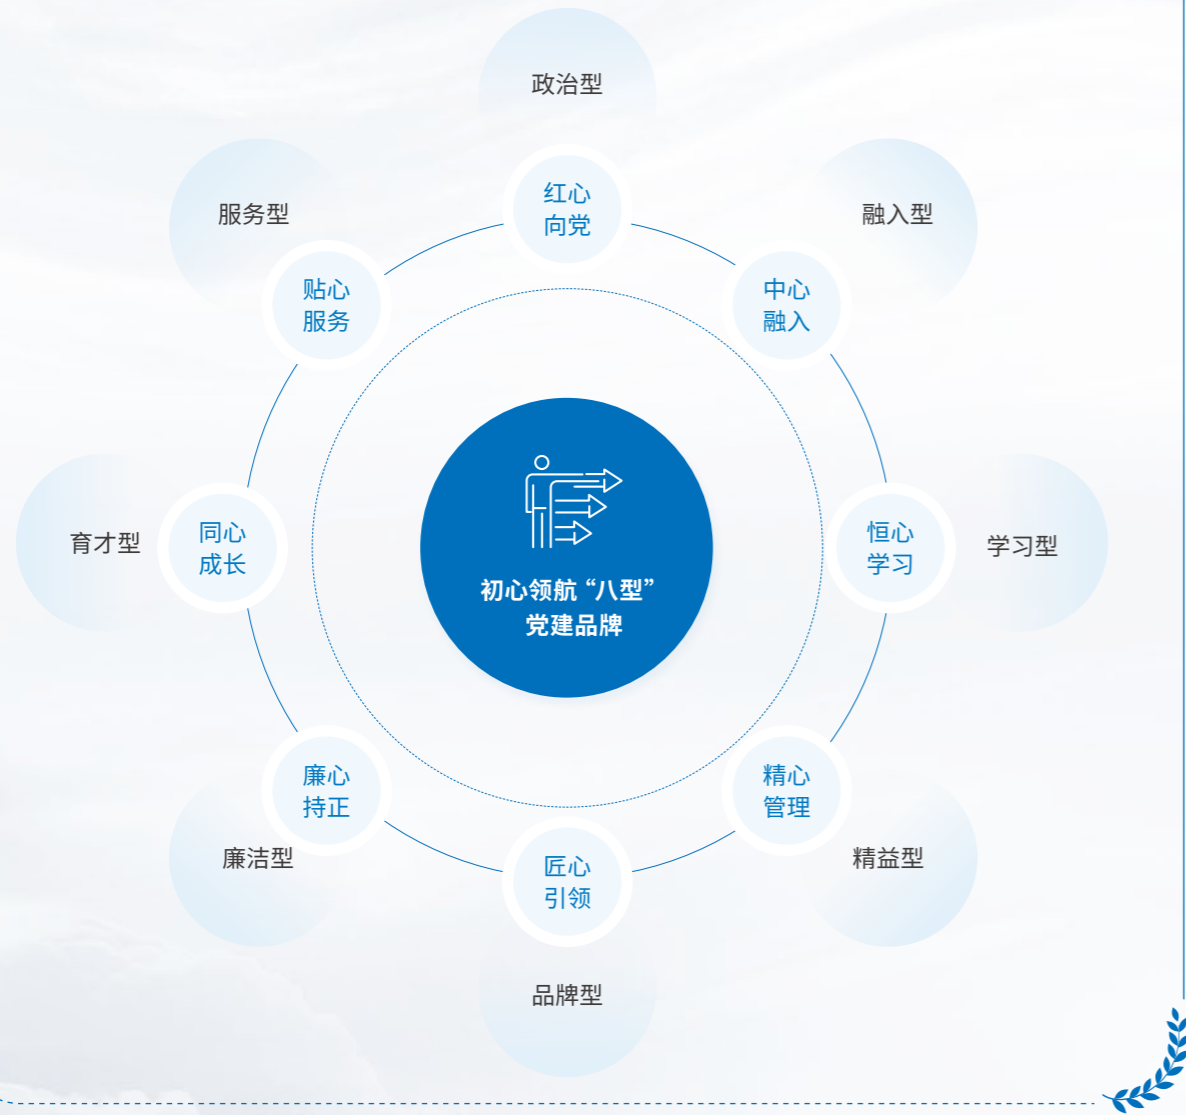 政治型
红心
向党
服务型
贴心
服务
融入型
中心
融入
育才型
同心
成长
初心领航“八型”
党建品牌
恒心
学习
学习型
廉心
持正
廉洁型
精心
管理
精益型
匠心
引领
品牌型